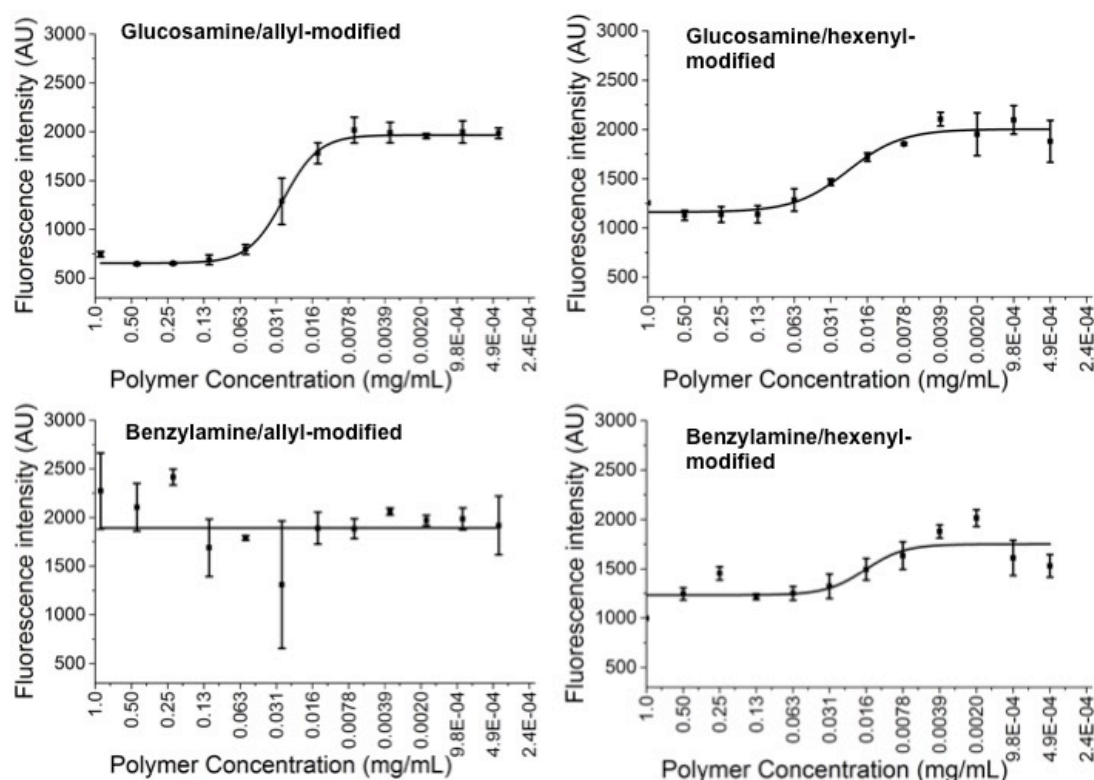 Glucosamine/allyl-modified
Fluorescence intensity (AU)
3000
2500
2000
1500
1000
500
1.0
0.50
0.25
0.13
0.063
0.031
0.016
0.0078
0.0039
0.0020
9.8E-04
4.9E-04
2.4E-04
Polymer Concentration (mg/mL)
Glucosamine/hexenyl-
modified
Fluorescence intensity (AU)
3000
2500
2000
1500
1000
500
1.0
0.50
0.25
0.13
0.063
0.031
0.016
0.0078
0.0039
0.0020
9.8E-04
4.9E-04
2.4E-04
Polymer Concentration (mg/mL)
Benzylamine/allyl-modified
Fluorescence intensity (AU)
3000
2500
2000
1500
1000
500
1.0
0.50
0.25
0.13
0.063
0.031
0.016
0.0078
0.0039
0.0020
9.8E-04
4.9E-04
2.4E-04
Polymer Concentration (mg/mL)
Benzylamine/hexenyl-
modified
Fluorescence intensity (AU)
3000
2500
2000
1500
1000
500
1.0
0.50
0.25
0.13
0.063
0.031
0.016
0.0078
0.0039
0.0020
9.8E-04
4.9E-04
2.4E-04
Polymer Concentration (mg/mL)